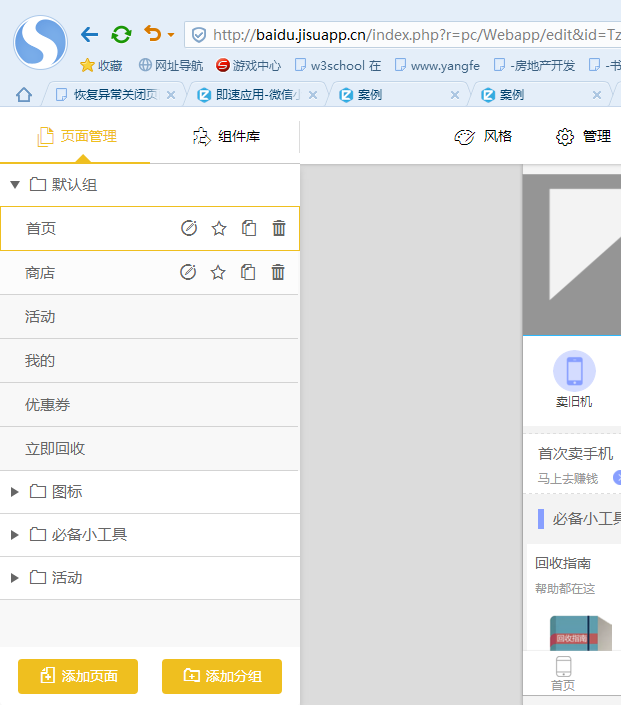 http://baidu.jisuapp.cn/index.php?r=pc/Webapp/edit&id=Tz
收藏 网址导航 游戏中心 w3school 在 www.yangfe -房地产开发 -书
恢复异常关闭页 即速应用-微信小 案例 案例
页面管理 组件库 风格 管理
默认组
首页
商店
活动
我的
优惠券
立即回收
图标
必备小工具
活动
添加页面 添加分组
卖旧机
首次卖手机
马上去赚钱
必备小工具
回收指南
帮助都在这
回收指南
首页